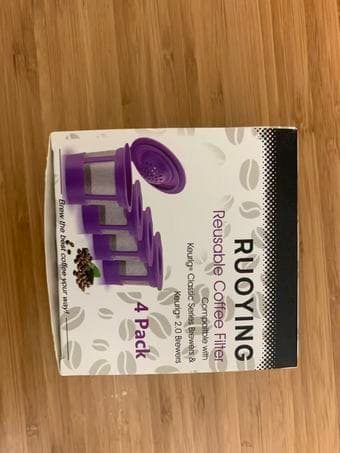 RUOYING
Reusable Coffee Filter
Compatible with
Keurig® Classic Series Brewers &
Keurig® 2.0 Brewers
4 Pack
Brew the best coffee your way!!